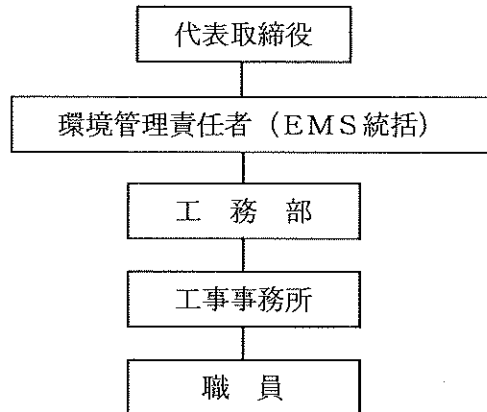 代表取締役
環境管理責任者（ＥＭＳ統括）
工　務　部
工事事務所
職　員